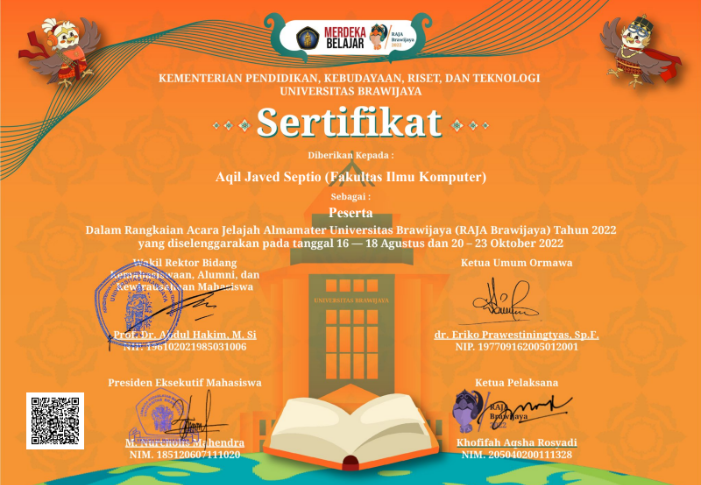 MERDEKA
BELAJAR
RAJA
Brawijaya
2022
KEMENTERIAN PENDIDIKAN, KEBUDAYAAN, RISET, DAN TEKNOLOGI
UNIVERSITAS BRAWIJAYA
Sertifikat
Diberikan Kepada :
Aqil Javed Septio (Fakultas Ilmu Komputer)
Sebagai :
Peserta
Dalam Rangkaian Acara Jelajah Almamater Universitas Brawijaya (RAJA Brawijaya) Tahun 2022
yang diselenggarakan pada tanggal 16 — 18 Agustus dan 20 – 23 Oktober 2022
Wakil Rektor Bidang
Kemahasiswaan, Alumni, dan
Kewirausahaan Mahasiswa
Prof. Dr. Abdul Hakim, M. Si
NIP. 196102021985031006
Ketua Umum Ormawa
dr. Eriko Prawestiningtyas, Sp.F.
NIP. 197709162005012001
UNIVERSITAS BRAWIJAYA
Presiden Eksekutif Mahasiswa
M. Mahendra
NIM. 185120607111020
Ketua Pelaksana
RAJA
Brawijaya
2022
Khofifah Aqsha Rosyadi
NIM. 205040200111328